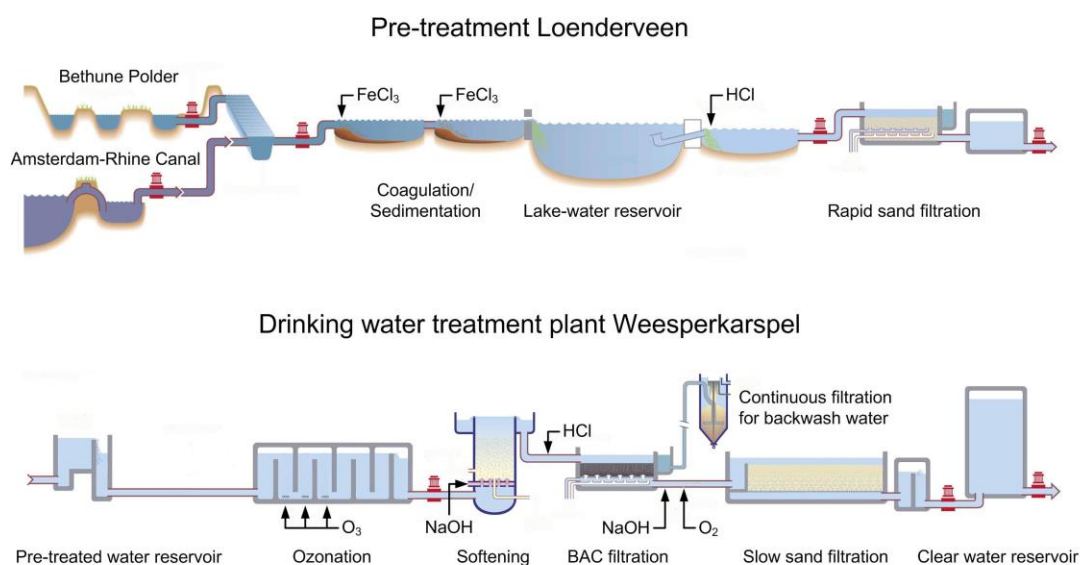 Pre-treatment Loenderveen
Bethune Polder
FeCl₃
FeCl₃
HCl
Amsterdam-Rhine Canal
Coagulation/
Sedimentation
Lake-water reservoir
Rapid sand filtration
Drinking water treatment plant Weesperkarspel
Continuous filtration
for backwash water
HCl
NaOH
O₃
NaOH
O₂
Pre-treated water reservoir
Ozonation
Softening
BAC filtration
Slow sand filtration
Clear water reservoir